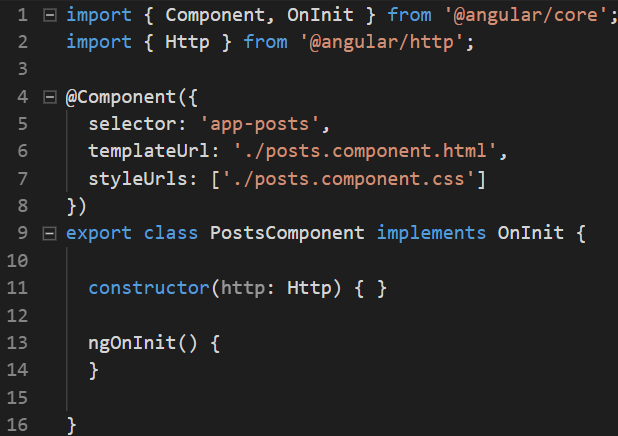 1 import { Component, OnInit } from '@angular/core';
2 import { Http } from '@angular/http';
3
4 @Component({
5   selector: 'app-posts',
6   templateUrl: './posts.component.html',
7   styleUrls: ['./posts.component.css']
8 })
9 export class PostsComponent implements OnInit {
10
11   constructor(http: Http) { }
12
13   ngOnInit() {
14   }
15
16 }